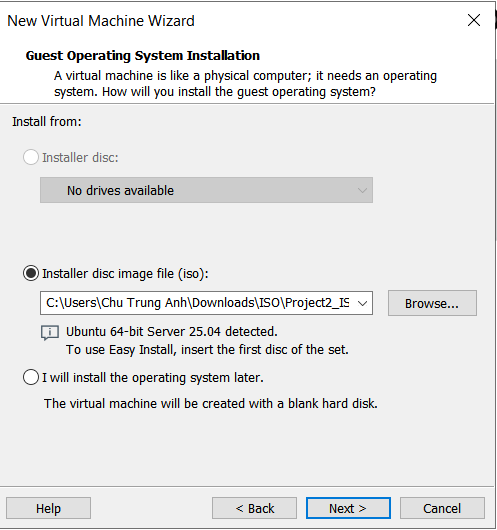 New Virtual Machine Wizard
Guest Operating System Installation
A virtual machine is like a physical computer; it needs an operating
system. How will you install the guest operating system?
Install from:
Installer disc:
No drives available
Installer disc image file (iso):
C:\Users\Chu Trung Anh\Downloads\ISO\Project2_IS
Browse...
Ubuntu 64-bit Server 25.04 detected.
To use Easy Install, insert the first disc of the set.
I will install the operating system later.
The virtual machine will be created with a blank hard disk.
Help
< Back
Next >
Cancel